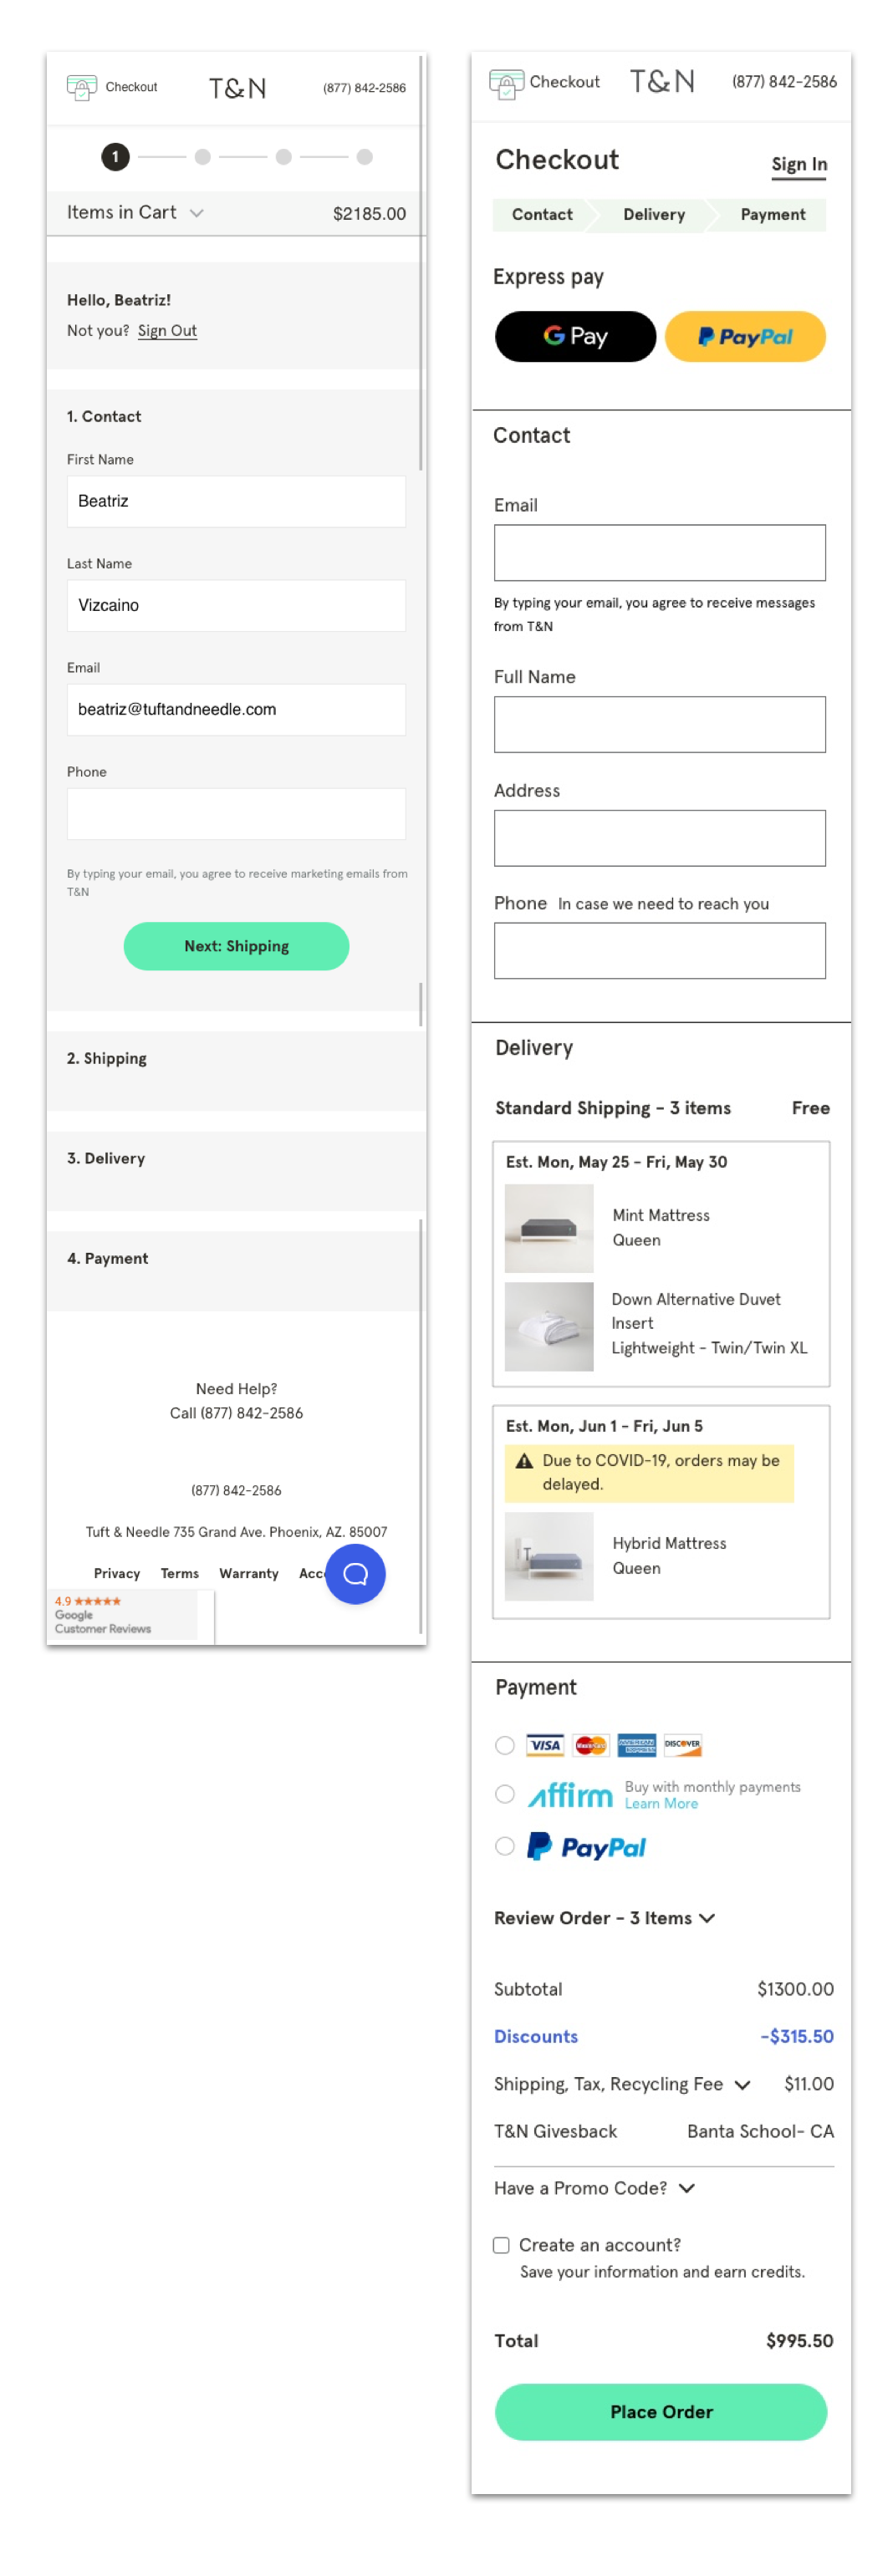 Checkout
T&N
(877) 842-2586
1
Items in Cart
$2185.00
Hello, Beatriz!
Not you? Sign Out
1. Contact
First Name
Beatriz
Last Name
Vizcaino
Email
beatriz@tuftandneedle.com
Phone
By typing your email, you agree to receive marketing emails from
T&N
Next: Shipping
2. Shipping
3. Delivery
4. Payment
Need Help?
Call (877) 842-2586
(877) 842-2586
Tuft & Needle 735 Grand Ave. Phoenix, AZ. 85007
Privacy Terms Warranty Acc
4.9 ★★★★★
Google
Customer Reviews
Checkout
T&N
(877) 842-2586
Checkout
Sign In
Contact
Delivery
Payment
Express pay
G Pay
PayPal
Contact
Email
By typing your email, you agree to receive messages
from T&N
Full Name
Address
Phone In case we need to reach you
Delivery
Standard Shipping - 3 items
Free
Est. Mon, May 25 - Fri, May 30
Mint Mattress
Queen
Down Alternative Duvet
Insert
Lightweight - Twin/Twin XL
Est. Mon, Jun 1 - Fri, Jun 5
Due to COVID-19, orders may be
delayed.
Hybrid Mattress
Queen
Payment
VISA
MasterCard
AMERICAN EXPRESS
DISCOVER
affirm
Buy with monthly payments
Learn More
PayPal
Review Order - 3 Items
Subtotal
$1300.00
Discounts
-$315.50
Shipping, Tax, Recycling Fee
$11.00
T&N Givesback
Banta School- CA
Have a Promo Code?
Create an account?
Save your information and earn credits.
Total
$995.50
Place Order